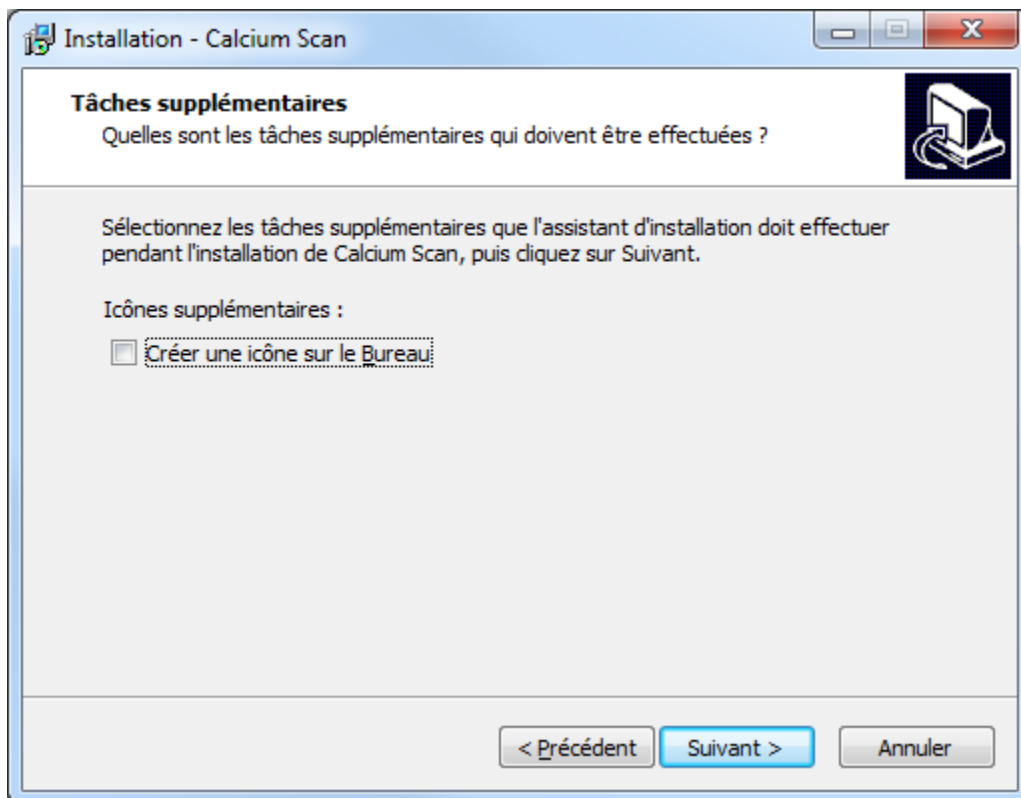 Installation - Calcium Scan
Tâches supplémentaires
Quelles sont les tâches supplémentaires qui doivent être effectuées ?
Sélectionnez les tâches supplémentaires que l'assistant d'installation doit effectuer
pendant l'installation de Calcium Scan, puis cliquez sur Suivant.
Icônes supplémentaires :
Créer une icône sur le Bureau
< Précédent
Suivant >
Annuler